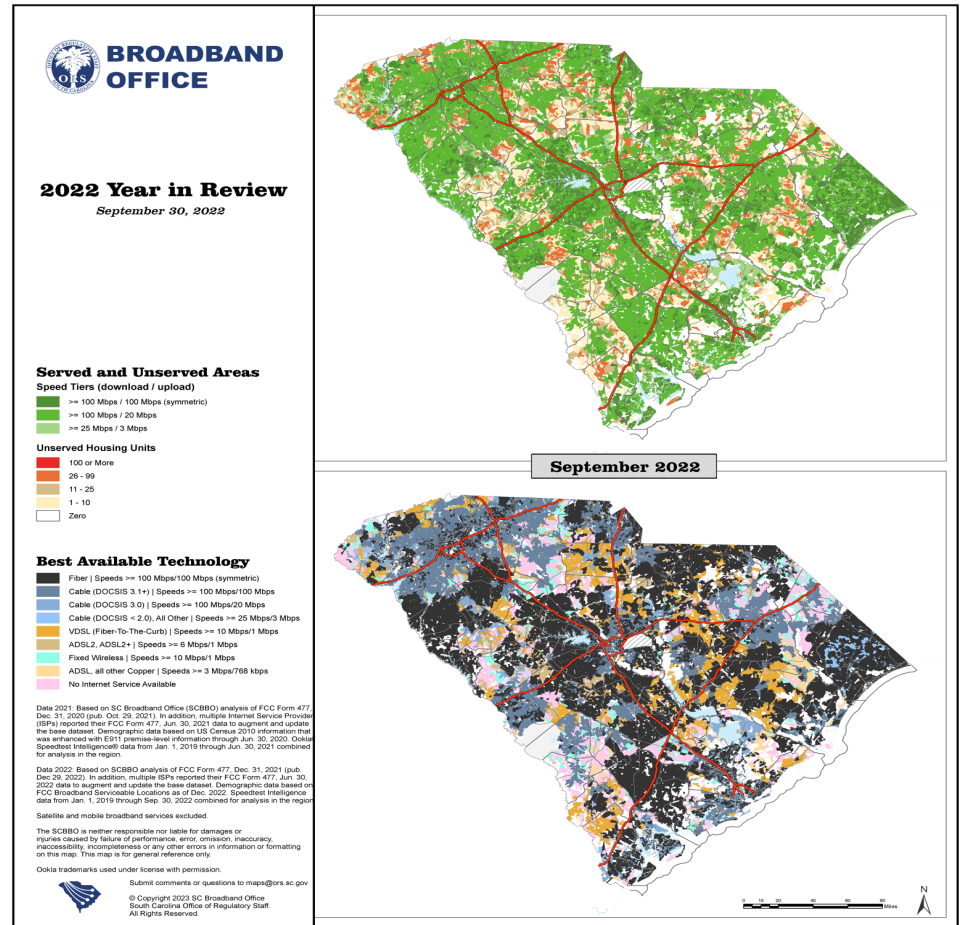 BROADBAND
OFFICE
OFFICE OF REGULATORY STAFF
ORS
SOUTH CAROLINA
2022 Year in Review
September 30, 2022
Served and Unserved Areas
Speed Tiers (download / upload)
>= 100 Mbps / 100 Mbps (symmetric)
>= 100 Mbps / 20 Mbps
>= 25 Mbps / 3 Mbps
Unserved Housing Units
100 or More
26 - 99
11 - 25
1 - 10
Zero
September 2022
Best Available Technology
Fiber | Speeds >= 100 Mbps/100 Mbps (symmetric)
Cable (DOCSIS 3.1+) | Speeds >= 100 Mbps/100 Mbps
Cable (DOCSIS 3.0) | Speeds >= 100 Mbps/20 Mbps
Cable (DOCSIS < 2.0), All Other | Speeds >= 25 Mbps/3 Mbps
VDSL (Fiber-To-The-Curb) | Speeds >= 10 Mbps/1 Mbps
ADSL2, ADSL2+ | Speeds >= 6 Mbps/1 Mbps
Fixed Wireless | Speeds >= 10 Mbps/1 Mbps
ADSL, all other Copper | Speeds >= 3 Mbps/768 kbps
No Internet Service Available
Data 2021: Based on SC Broadband Office (SCBBO) analysis of FCC Form 477,
Dec. 31, 2020 (pub. Oct. 29, 2021). In addition, multiple Internet Service Provider
(ISPs) reported their FCC Form 477, Jun. 30, 2021 data to augment and update
the base dataset. Demographic data based on US Census 2010 information that
was enhanced with E911 premise-level information through Jun. 30, 2020. Ookla
Speedtest Intelligence® data from Jan. 1, 2019 through Jun. 30, 2021 combined
for analysis in the region.
Data 2022: Based on SCBBO analysis of FCC Form 477, Dec. 31, 2021 (pub.
Dec 29, 2022). In addition, multiple ISPs reported their FCC Form 477, Jun. 30,
2022 data to augment and update the base dataset. Demographic data based on
FCC Broadband Serviceable Locations as of Dec. 2022. Speedtest Intelligence
data from Jan. 1, 2019 through Sep. 30, 2022 combined for analysis in the region
Satellite and mobile broadband services excluded.
The SCBBO is neither responsible nor liable for damages or
injuries caused by failure of performance, error, omission, inaccuracy,
inaccessibility, incompleteness or any other errors in information or formatting
on this map. This map is for general reference only.
Ookla trademarks used under license with permission.
Submit comments or questions to maps@ors.sc.gov
© Copyright 2023 SC Broadband Office
South Carolina Office of Regulatory Staff.
All Rights Reserved.
N
0 10 20 40 60 80
Miles